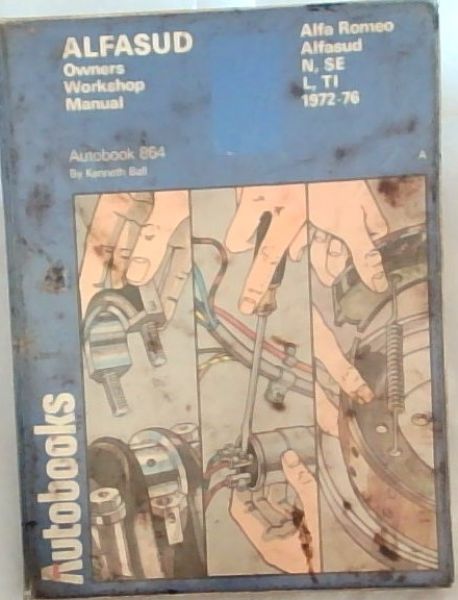 ALFASUD
Owners
Workshop
Manual
Alfa Romeo
Alfasud
N, SE
L, TI
1972-76
Autobook 864
By Kenneth Ball
A
Autobooks